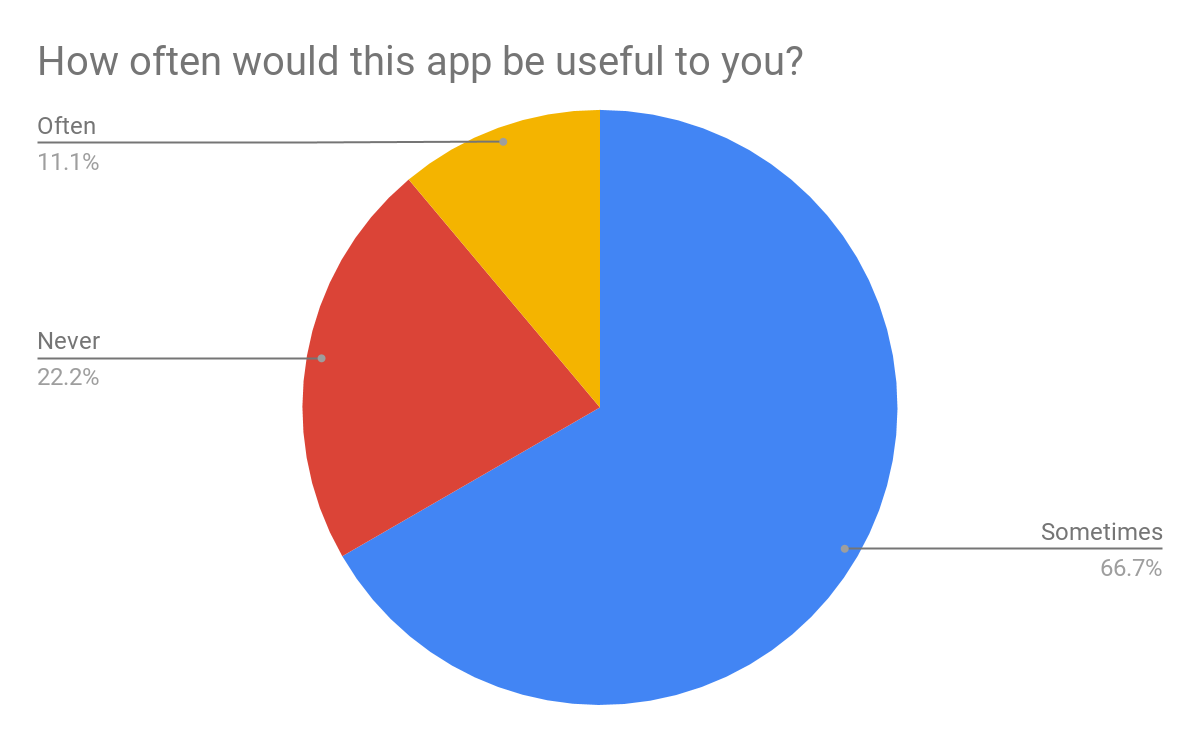 How often would this app be useful to you?
Often
11.1%
Never
22.2%
Sometimes
66.7%